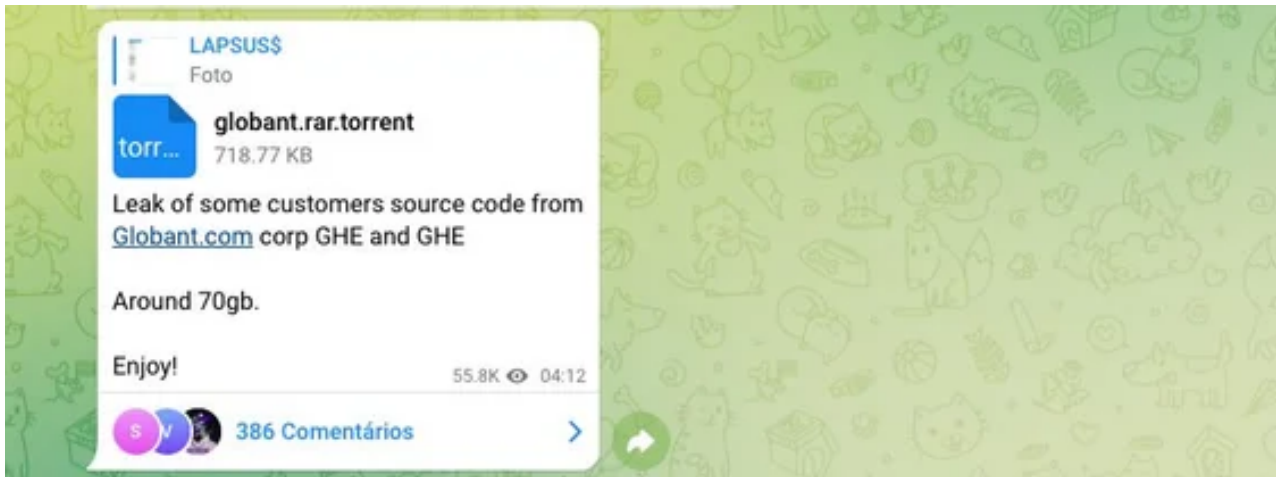 LAPSUS$
Foto
torr...
globant.rar.torrent
718.77 KB
Leak of some customers source code from
Globant.com corp GHE and GHE
Around 70gb.
Enjoy!
55.8K 04:12
S V
386 Comentários